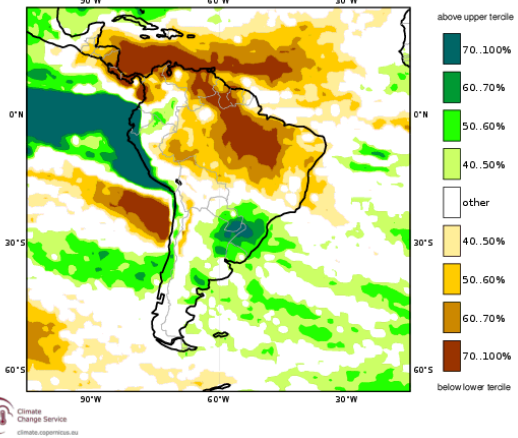 90°W 60°W 30°W
above upper tercile
70..100%
60..70%
50..60%
40..50%
other
40..50%
50..60%
60..70%
70..100%
below lower tercile
0°N 0°N
30°S 30°S
60°S 60°S
90°W 60°W 30°W
Climate
Change Service
climate.copernicus.eu